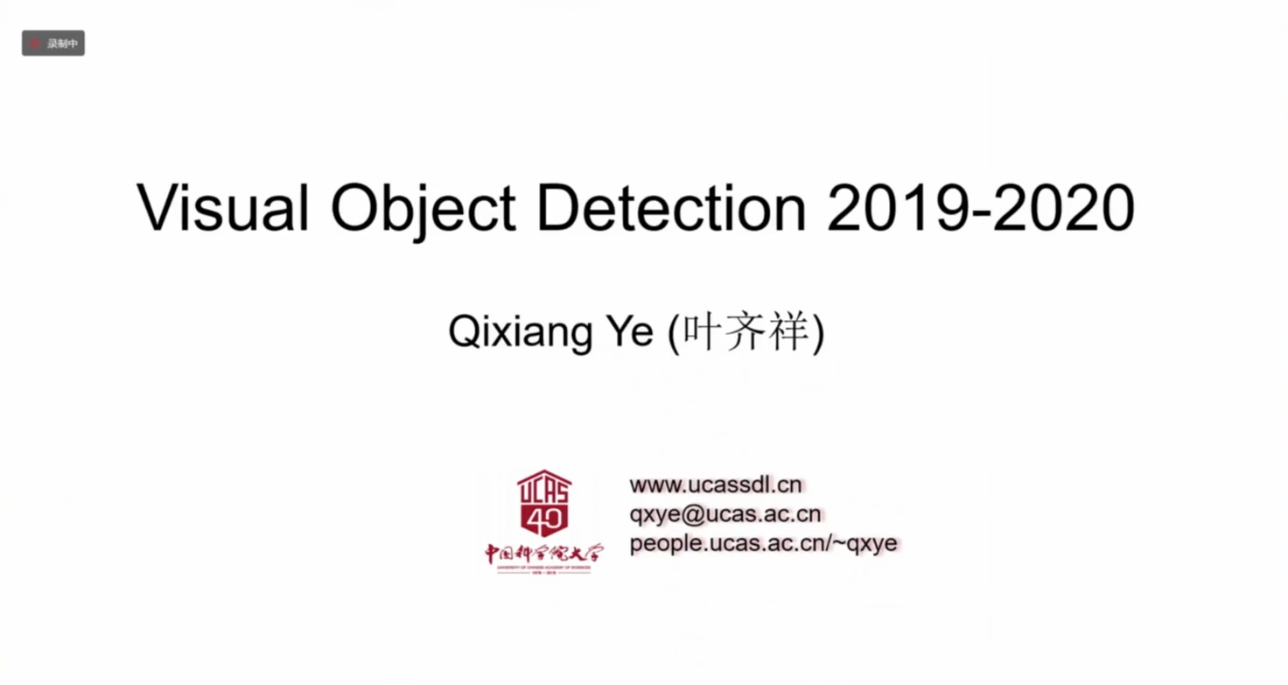 录制中
Visual Object Detection 2019-2020
Qixiang Ye (叶齐祥)
UCAS
40
中国科学院大学
UNIVERSITY OF CHINESE ACADEMY OF SCIENCES
1978 - 2018
www.ucassdl.cn
qxye@ucas.ac.cn
people.ucas.ac.cn/~qxye